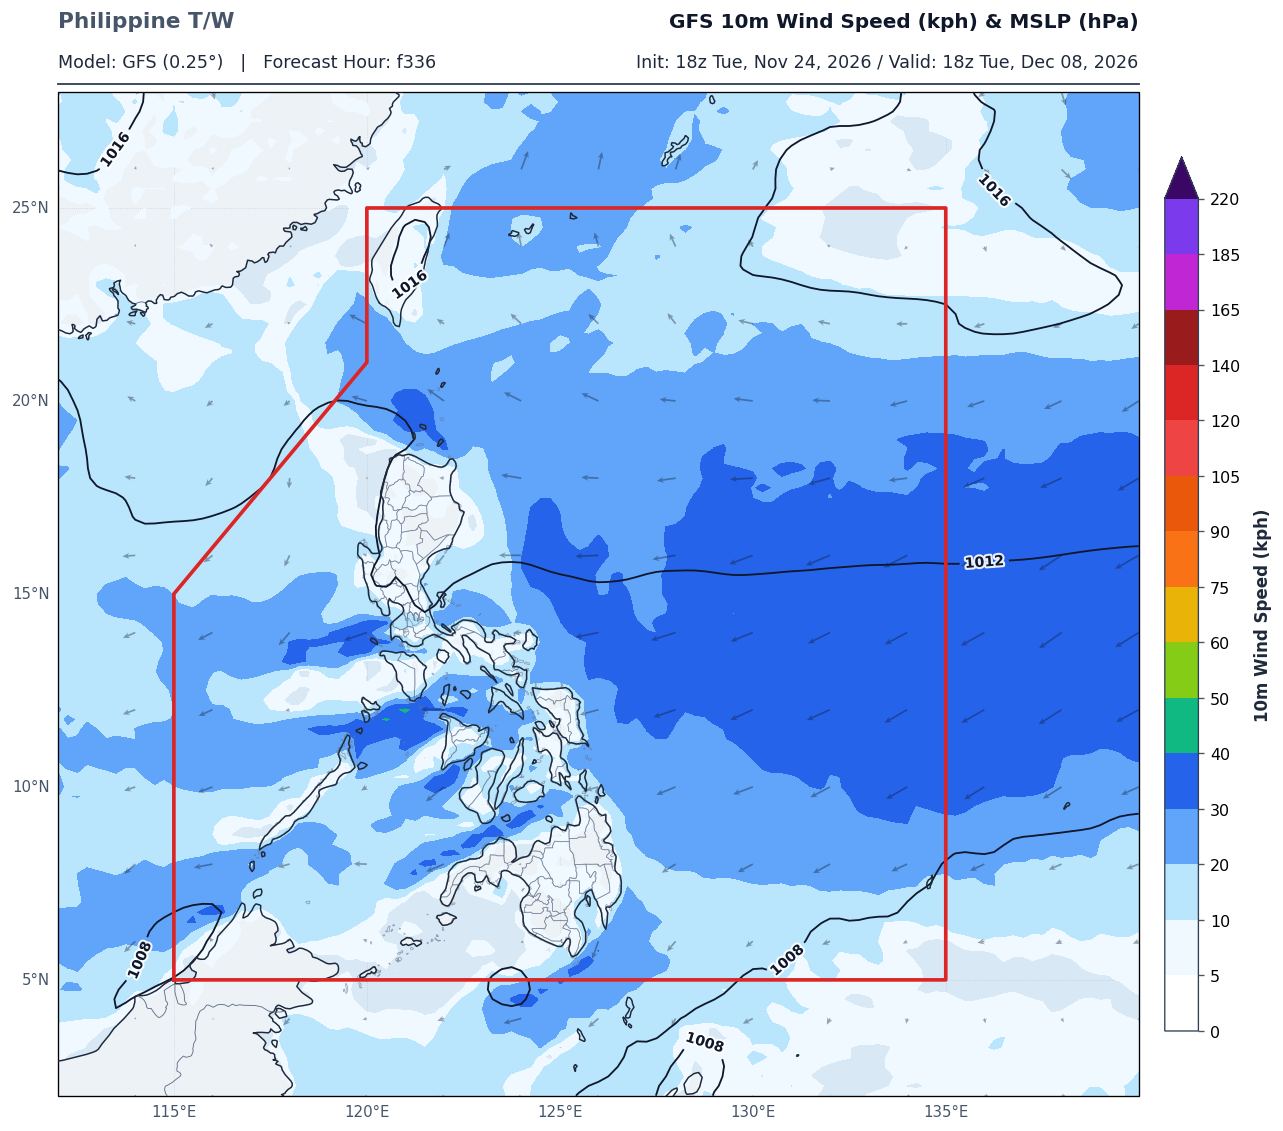 Philippine T/W
GFS 10m Wind Speed (kph) & MSLP (hPa)
Model: GFS (0.25°) | Forecast Hour: f336
Init: 18z Tue, Nov 24, 2026 / Valid: 18z Tue, Dec 08, 2026
1016
1016
1016
1012
1008
1008
1008
25°N
20°N
15°N
10°N
5°N
115°E
120°E
125°E
130°E
135°E
220
185
165
140
120
105
90
75
60
50
40
30
20
10
5
0
10m Wind Speed (kph)